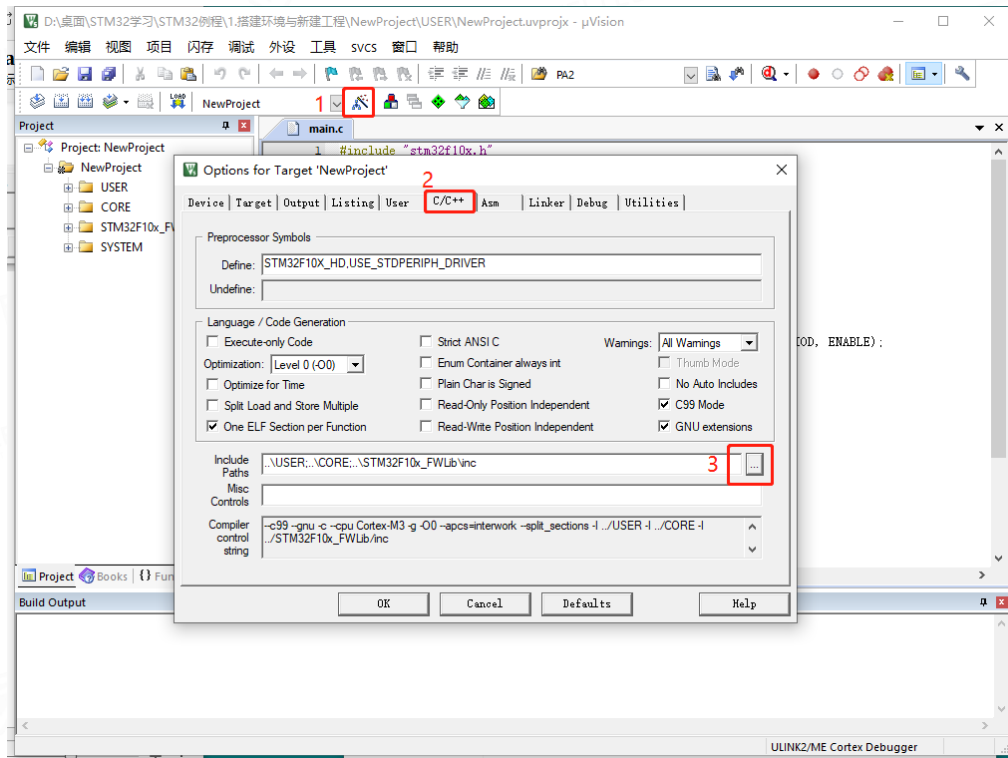 D:\桌面\STM32学习\STM32例程\1.搭建环境与新建工程\NewProject\USER\NewProject.uvprojx - µVision
文件 编辑 视图 项目 闪存 调试 外设 工具 SVCS 窗口 帮助
PA2
LOAD NewProject 1
Project
main.c
Project: NewProject
NewProject
USER
CORE
STM32F10x_FW
SYSTEM
1 #include "stm32f10x.h"
Options for Target 'NewProject'
2
Device Target Output Listing User C/C++ Asm Linker Debug Utilities
Preprocessor Symbols
Define: STM32F10X_HD,USE_STDPERIPH_DRIVER
Undefine:
Language / Code Generation
Execute-only Code Strict ANSI C Warnings: All Warnings
Optimization: Level 0 (-O0) Enum Container always int Thumb Mode
Optimize for Time Plain Char is Signed No Auto Includes
Split Load and Store Multiple Read-Only Position Independent C99 Mode
One ELF Section per Function Read-Write Position Independent GNU extensions
IOD, ENABLE);
Include Paths ..\USER;..\CORE;..\STM32F10x_FWLib\inc 3 ...
Misc Controls
Compiler control string --c99 --gnu -c --cpu Cortex-M3 -g -O0 --apcs=interwork --split_sections -I ../USER -I ../CORE -I
../STM32F10x_FWLib/inc
OK Cancel Defaults Help
Project Books {} Fun
Build Output
ULINK2/ME Cortex Debugger